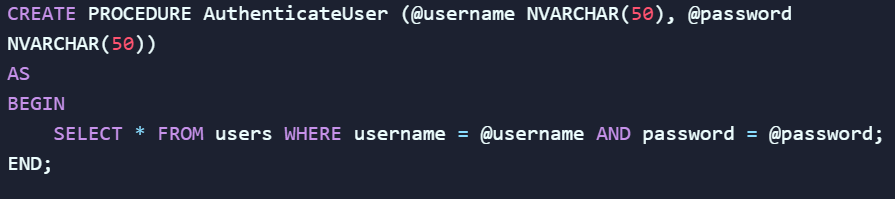 CREATE PROCEDURE AuthenticateUser (@username NVARCHAR(50), @password
NVARCHAR(50))
AS
BEGIN
    SELECT * FROM users WHERE username = @username AND password = @password;
END;